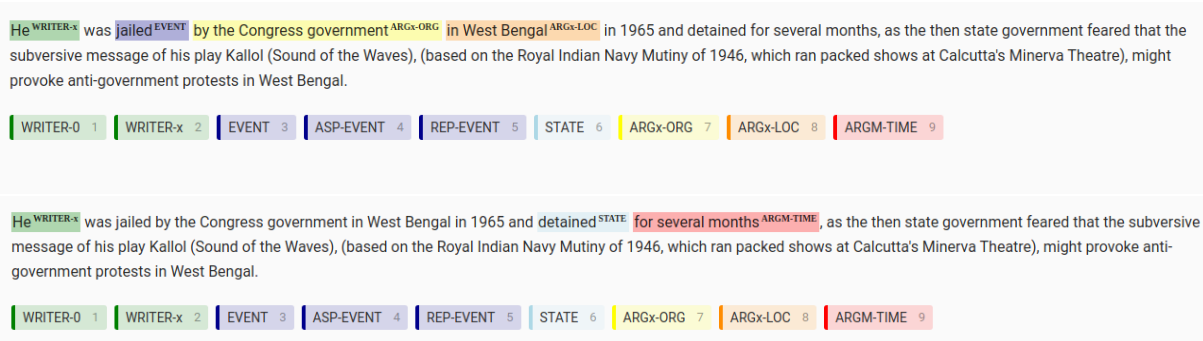 He WRITER-x was jailed EVENT by the Congress government ARGx-ORG in West Bengal ARGx-LOC in 1965 and detained for several months, as the then state government feared that the
subversive message of his play Kallol (Sound of the Waves), (based on the Royal Indian Navy Mutiny of 1946, which ran packed shows at Calcutta's Minerva Theatre), might
provoke anti-government protests in West Bengal.
WRITER-0 1 WRITER-x 2 EVENT 3 ASP-EVENT 4 REP-EVENT 5 STATE 6 ARGx-ORG 7 ARGx-LOC 8 ARGM-TIME 9
He WRITER-x was jailed by the Congress government in West Bengal in 1965 and detained STATE for several months ARGM-TIME, as the then state government feared that the subversive
message of his play Kallol (Sound of the Waves), (based on the Royal Indian Navy Mutiny of 1946, which ran packed shows at Calcutta's Minerva Theatre), might provoke anti-
government protests in West Bengal.
WRITER-0 1 WRITER-x 2 EVENT 3 ASP-EVENT 4 REP-EVENT 5 STATE 6 ARGx-ORG 7 ARGx-LOC 8 ARGM-TIME 9